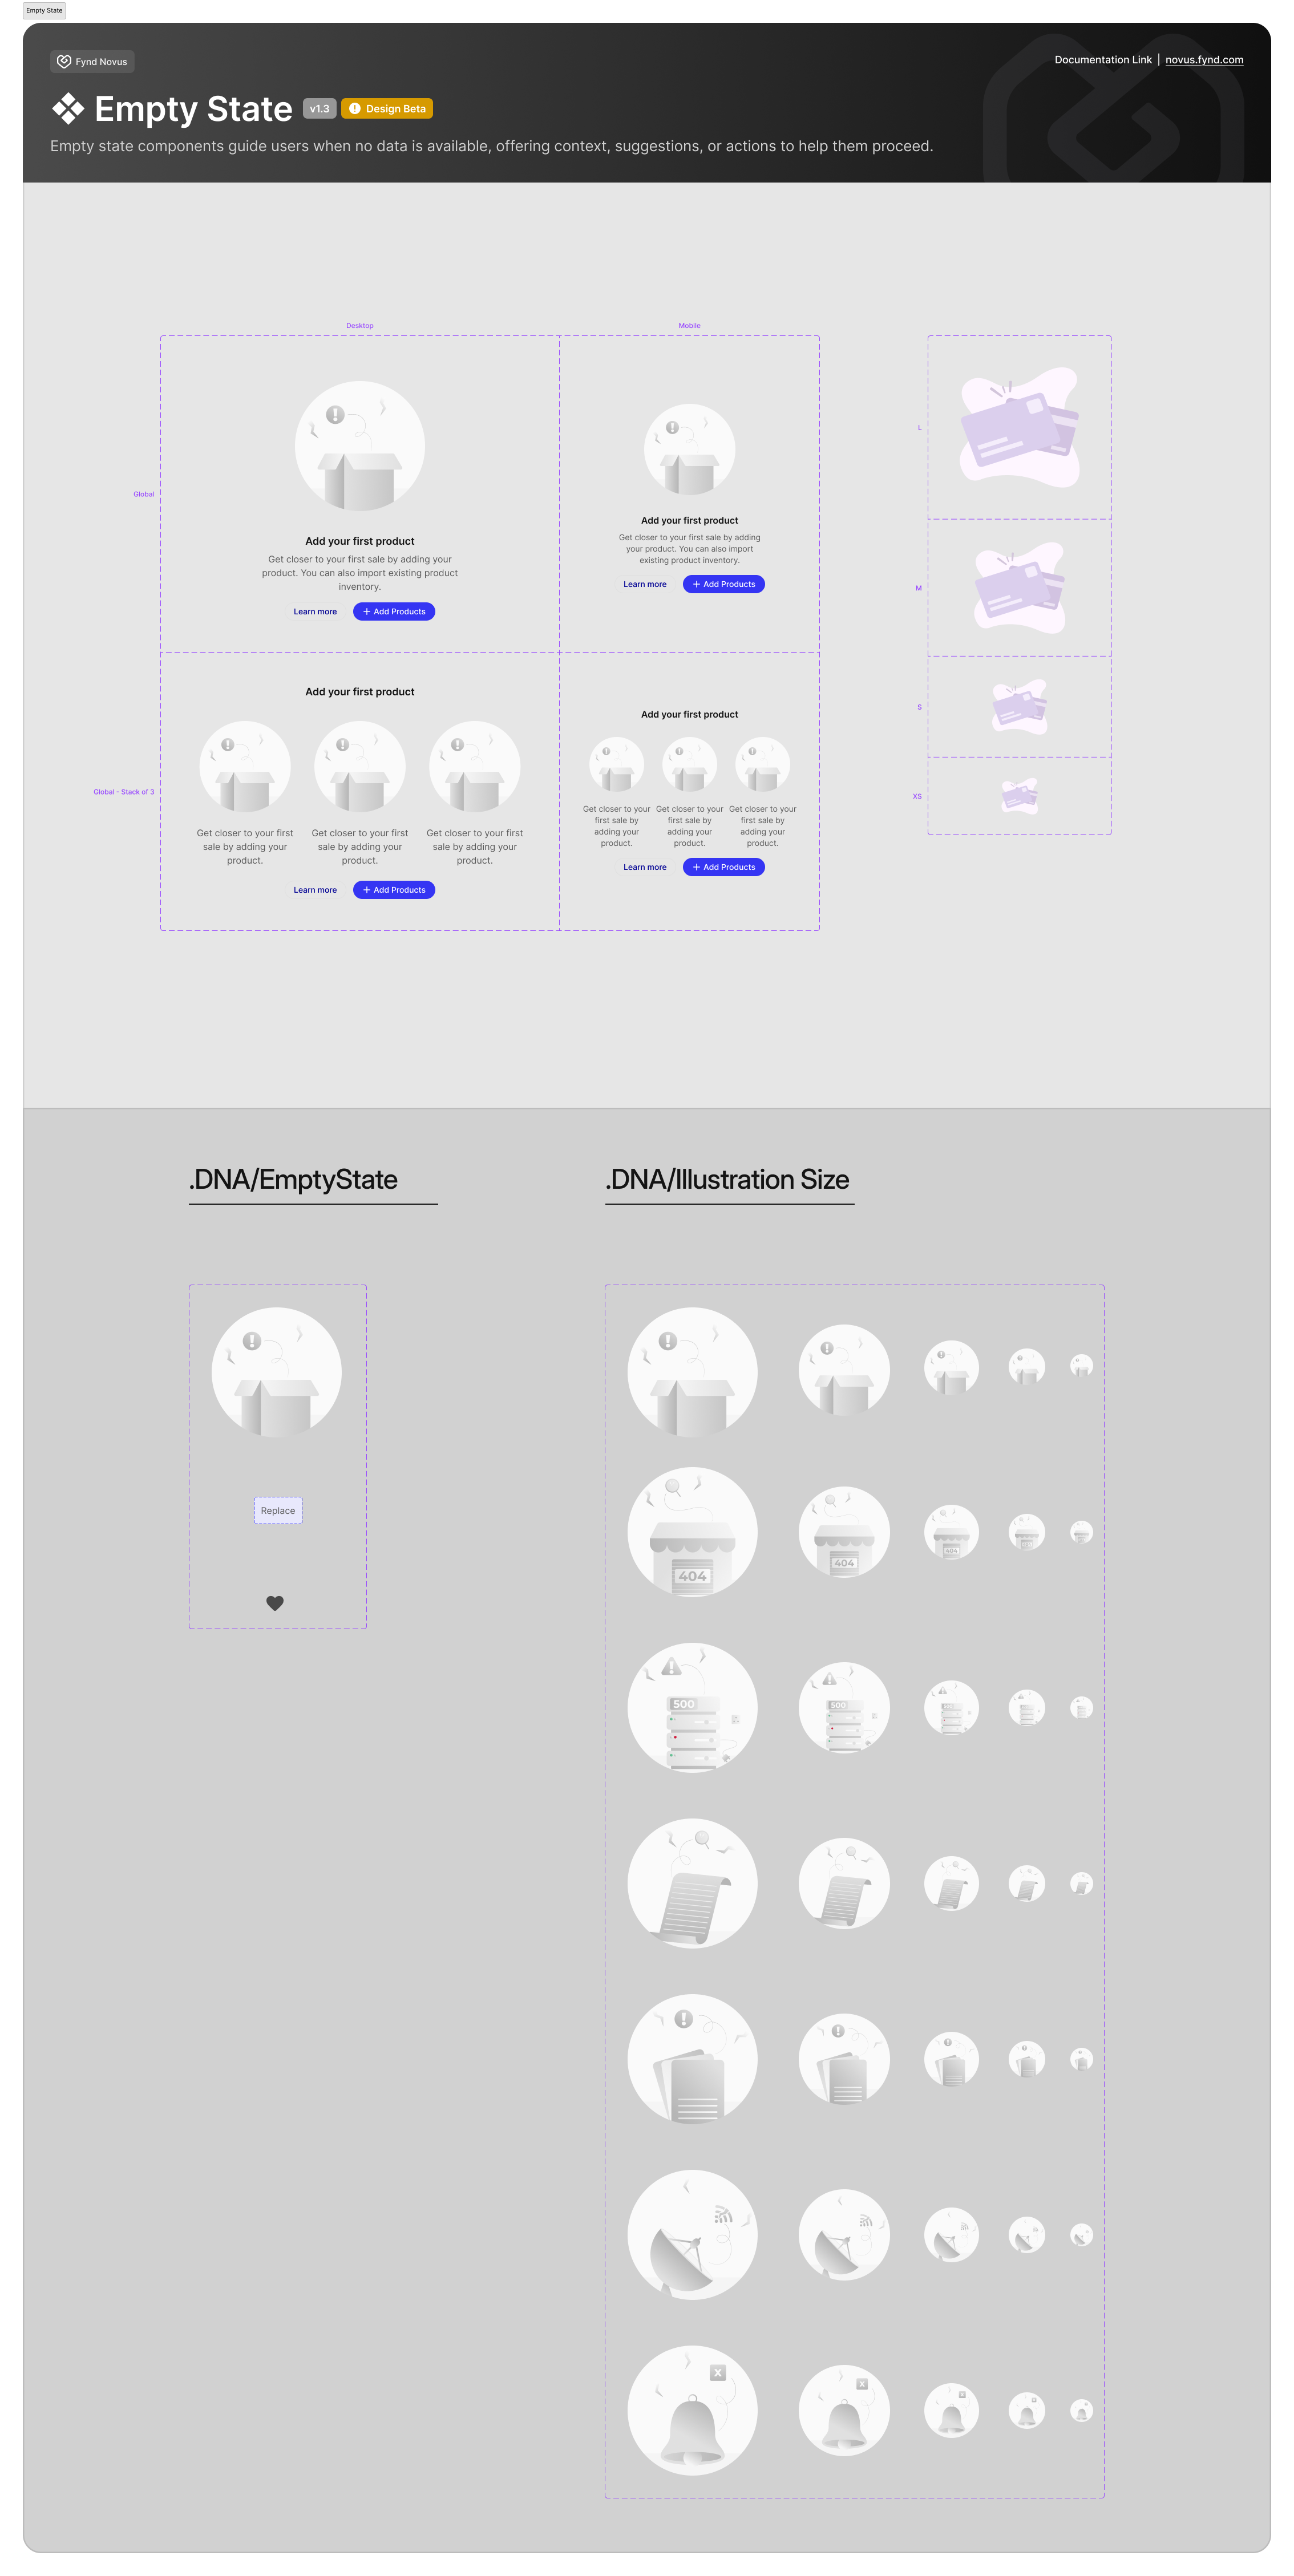 Empty State
Fynd Novus
Documentation Link | novus.fynd.com
Empty State
v1.3
Design Beta
Empty state components guide users when no data is available, offering context, suggestions, or actions to help them proceed.
Desktop
Mobile
Global
Add your first product
Get closer to your first sale by adding your
product. You can also import existing product
inventory.
Learn more
+ Add Products
Add your first product
Get closer to your first sale by adding
your product. You can also import
existing product inventory.
Learn more
+ Add Products
Global - Stack of 3
Add your first product
Get closer to your first
sale by adding your
product.
Get closer to your first
sale by adding your
product.
Get closer to your first
sale by adding your
product.
Learn more
+ Add Products
Add your first product
Get closer to your
first sale by
adding your
product.
Get closer to your
first sale by
adding your
product.
Get closer to your
first sale by
adding your
product.
Learn more
+ Add Products
L
M
S
XS
.DNA/EmptyState
Replace
.DNA/Illustration Size
404
404
404
500
500